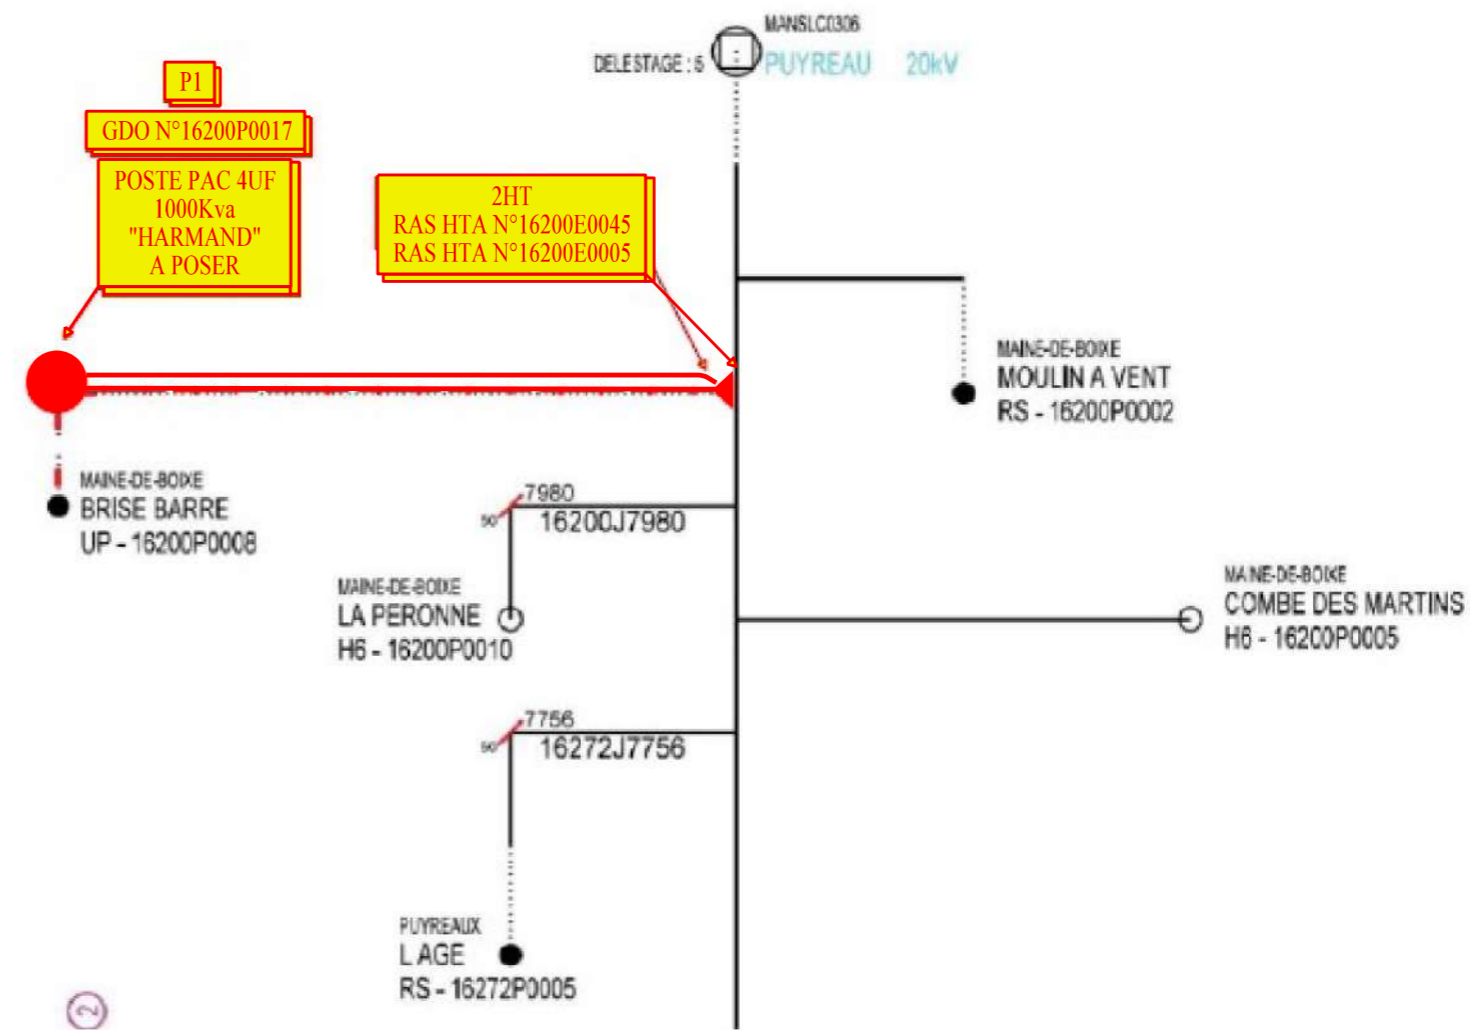 MANSLC0306
DELESTAGE : 5
PUYREAU 20kV
P1
GDO N°16200P0017
POSTE PAC 4UF
1000Kva
"HARMAND"
A POSER
2HT
RAS HTA N°16200E0045
RAS HTA N°16200E0005
MAINE-DE-BOIXE
MOULIN A VENT
RS - 16200P0002
MAINE-DE-BOIXE
BRISE BARRE
UP - 16200P0008
7980
50
16200J7980
MAINE-DE-BOIXE
LA PERONNE
H6 - 16200P0010
MAINE-DE-BOIXE
COMBE DES MARTINS
H6 - 16200P0005
7756
50
16272J7756
PUYREAUX
L AGE
RS - 16272P0005
2